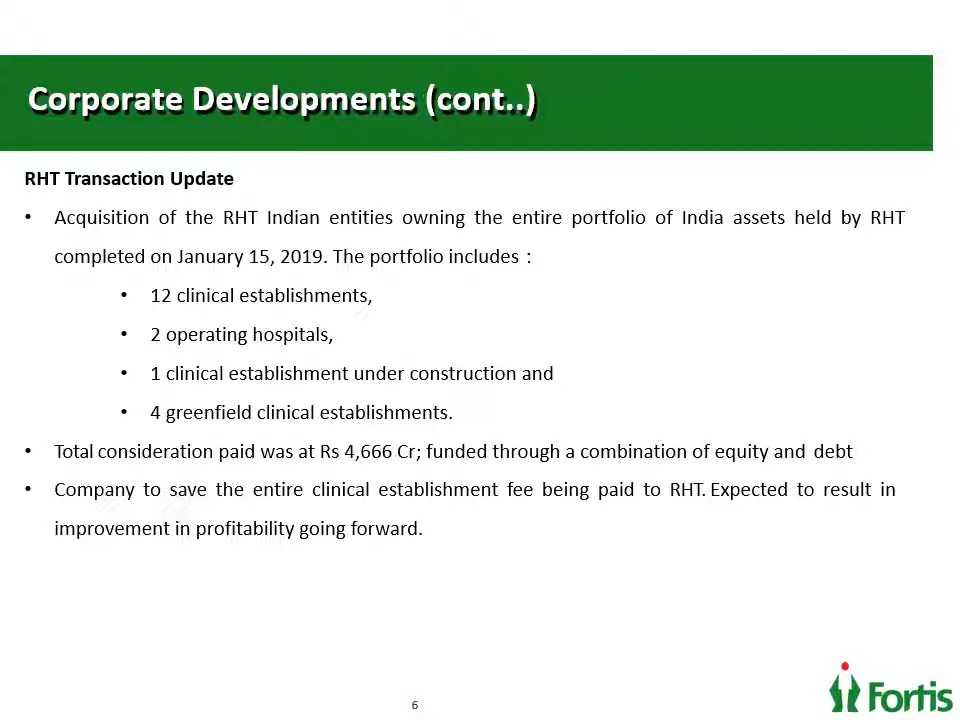 Corporate Developments (cont..)
RHT Transaction Update
• Acquisition of the RHT Indian entities owning the entire portfolio of India assets held by RHT
completed on January 15, 2019. The portfolio includes :
• 12 clinical establishments,
• 2 operating hospitals,
• 1 clinical establishment under construction and
• 4 greenfield clinical establishments.
• Total consideration paid was at Rs 4,666 Cr; funded through a combination of equity and debt
• Company to save the entire clinical establishment fee being paid to RHT. Expected to result in
improvement in profitability going forward.
6
Fortis